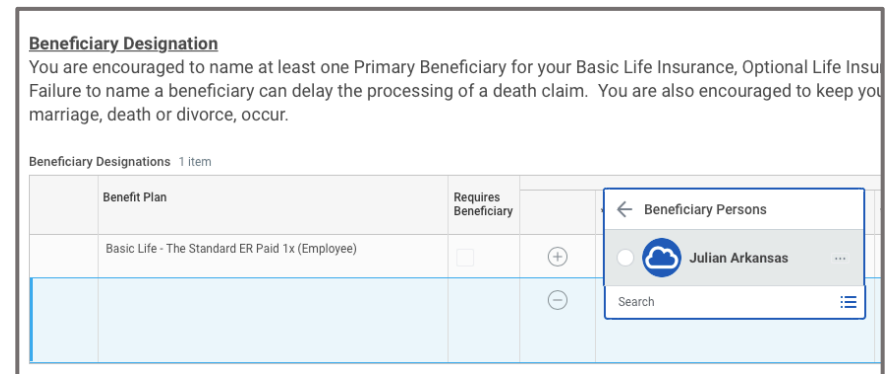 Beneficiary Designation
You are encouraged to name at least one Primary Beneficiary for your Basic Life Insurance, Optional Life
Failure to name a beneficiary can delay the processing of a death claim. You are also encouraged to keep
marriage, death or divorce, occur.
Beneficiary Designations 1 item
Benefit Plan
Requires
Beneficiary
Beneficiary Persons
Basic Life - The Standard ER Paid 1x (Employee)
Julian Arkansas
Search